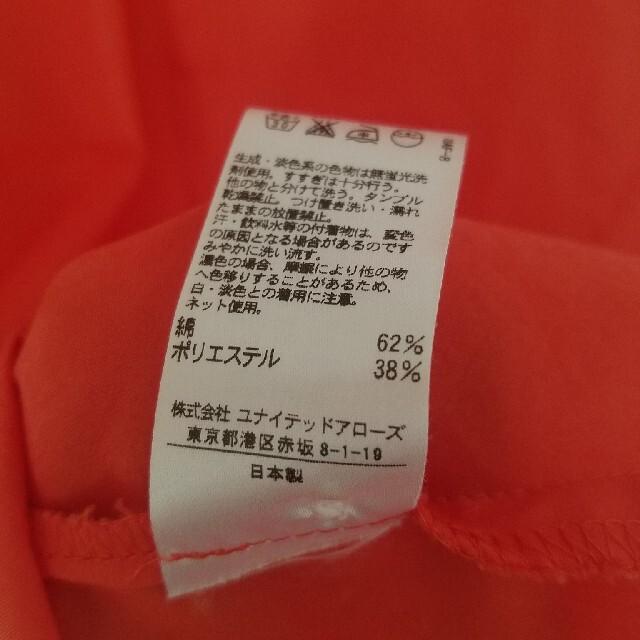 生成・淡色系の色物は無蛍光洗
剤使用。すすぎは十分行う。
他の物と分けて洗う。タンブル
乾燥禁止。つけ置き洗い・濡れ
たままの放置禁止。
汗・飲料水等の付着物は、変色
の原因となる場合があるのです
みやかに洗い流す。
濃色の場合、摩擦により他の物
へ色移りすることがあるため、
白・淡色との着用に注意。
ネット使用。
綿 62%
ポリエステル 38%
株式会社 ユナイテッドアローズ
東京都港区赤坂 8-1-19
日本製